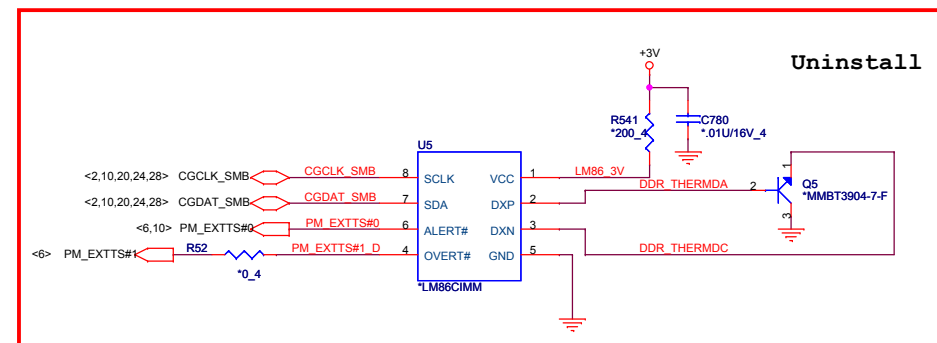 +3V
Uninstall
R541
*200_4
C780
*.01U/16V_4
U5
<2,10,20,24,28> CGCLK_SMB CGCLK_SMB 8 SCLK VCC 1 LM86_3V
<2,10,20,24,28> CGDAT_SMB CGDAT_SMB 7 SDA DXP 2 DDR_THERMDA 2 1 3 Q5
*MMBT3904-7-F
<6,10> PM_EXTTS#0 PM_EXTTS#0 6 ALERT# DXN 3 DDR_THERMDC
<6> PM_EXTTS#1 R52 PM_EXTTS#1_D 4 OVERT# GND 5
*0_4
*LM86CIMM